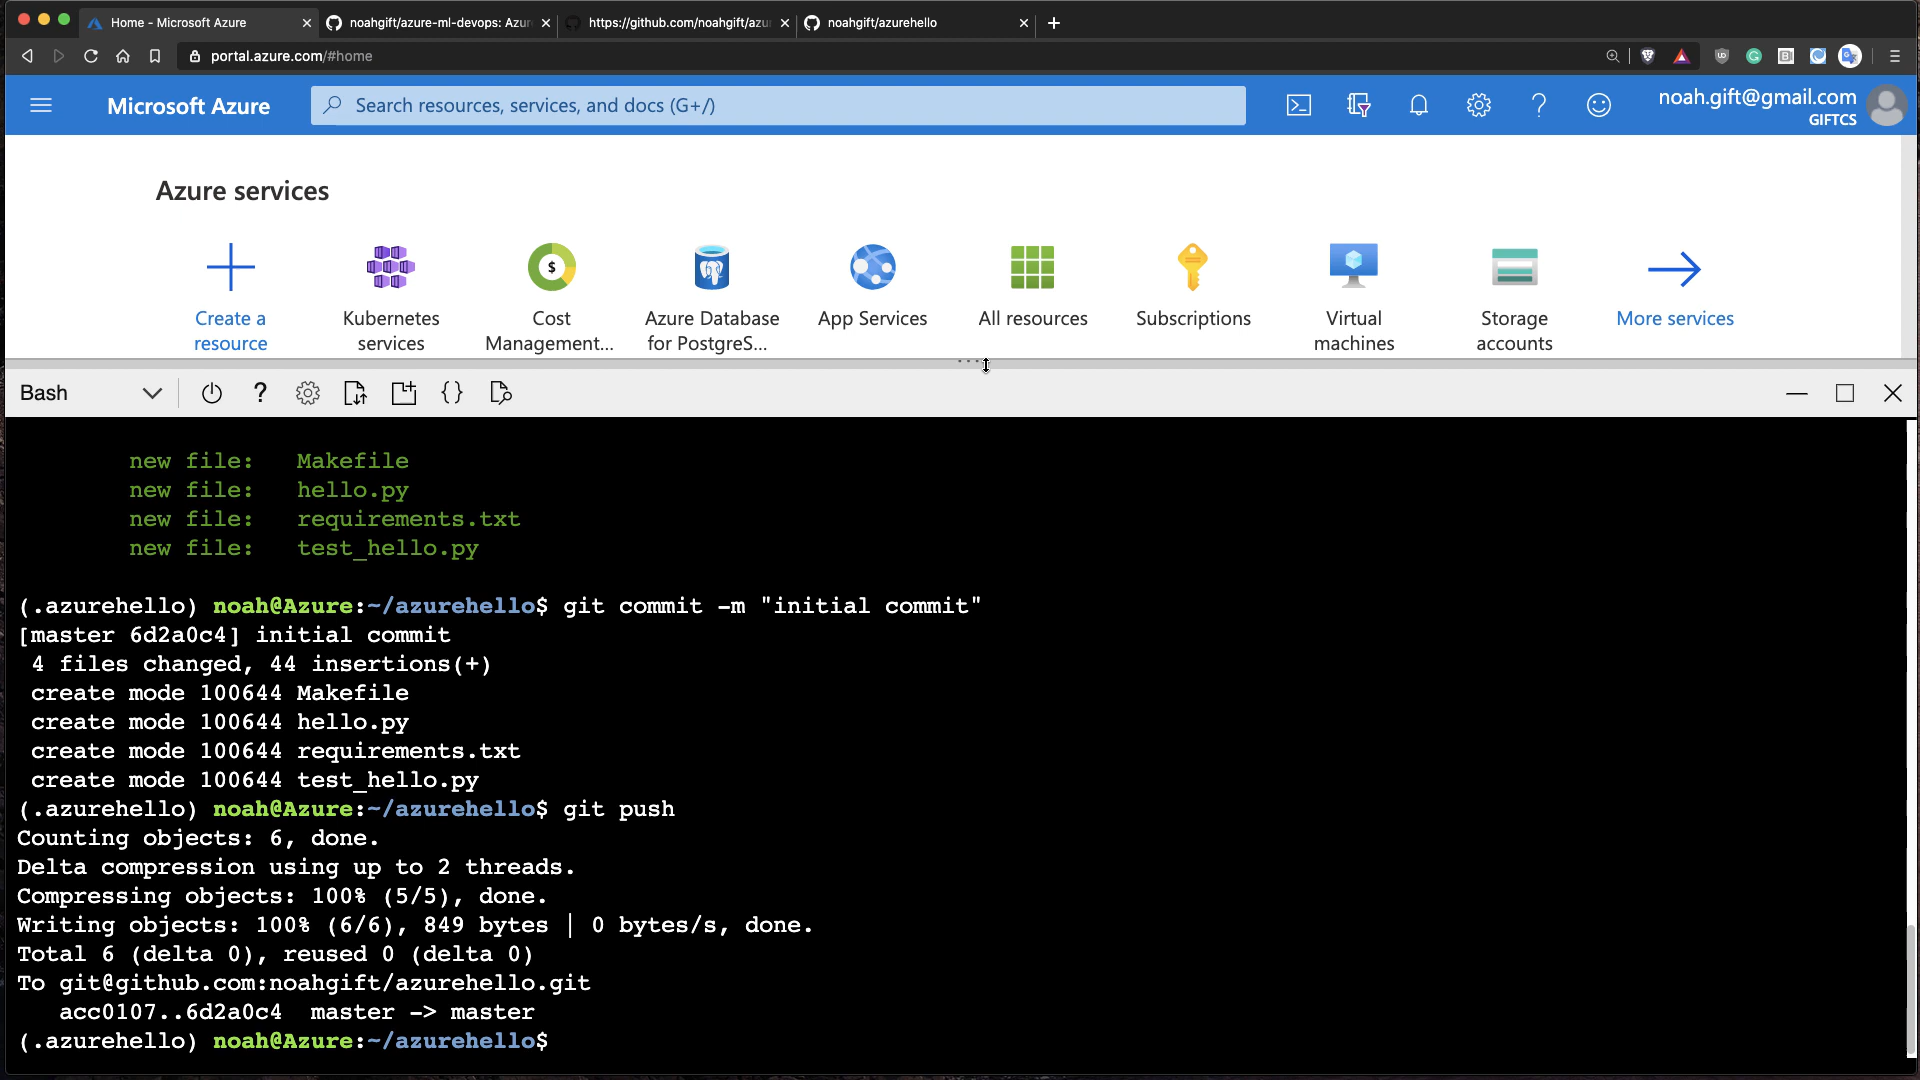 Home - Microsoft Azure
noahgift/azure-ml-devops: Azur
https://github.com/noahgift/azur
noahgift/azurehello
portal.azure.com/#home
Microsoft Azure
Search resources, services, and docs (G+/)
noah.gift@gmail.com
GIFTCS
Azure services
Create a resource
Kubernetes services
Cost Management...
Azure Database for PostgreS...
App Services
All resources
Subscriptions
Virtual machines
Storage accounts
More services
Bash
new file:   Makefile
new file:   hello.py
new file:   requirements.txt
new file:   test_hello.py
(.azurehello) noah@Azure:~/azurehello$ git commit -m "initial commit"
[master 6d2a0c4] initial commit
4 files changed, 44 insertions(+)
create mode 100644 Makefile
create mode 100644 hello.py
create mode 100644 requirements.txt
create mode 100644 test_hello.py
(.azurehello) noah@Azure:~/azurehello$ git push
Counting objects: 6, done.
Delta compression using up to 2 threads.
Compressing objects: 100% (5/5), done.
Writing objects: 100% (6/6), 849 bytes | 0 bytes/s, done.
Total 6 (delta 0), reused 0 (delta 0)
To git@github.com:noahgift/azurehello.git
acc0107..6d2a0c4  master -> master
(.azurehello) noah@Azure:~/azurehello$